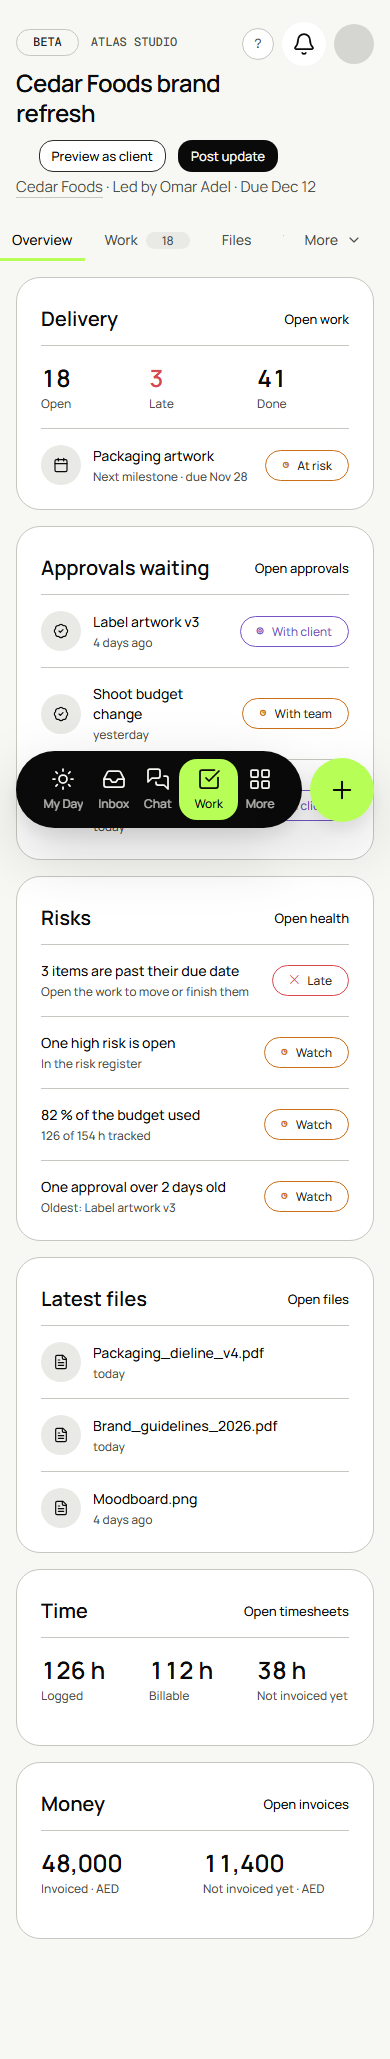 BETA
ATLAS STUDIO
?
Cedar Foods brand
refresh
Preview as client
Post update
Cedar Foods · Led by Omar Adel · Due Dec 12
Overview
Work 18
Files
More
Delivery
Open work
18
3
41
Open
Late
Done
Packaging artwork
Next milestone · due Nov 28
At risk
Approvals waiting
Open approvals
Label artwork v3
4 days ago
With client
Shoot budget
change
yesterday
With team
My Day
Inbox
Chat
Work
More
today
Risks
Open health
3 items are past their due date
Open the work to move or finish them
Late
One high risk is open
In the risk register
Watch
82 % of the budget used
126 of 154 h tracked
Watch
One approval over 2 days old
Oldest: Label artwork v3
Watch
Latest files
Open files
Packaging_dieline_v4.pdf
today
Brand_guidelines_2026.pdf
today
Moodboard.png
4 days ago
Time
Open timesheets
126 h
112 h
38 h
Logged
Billable
Not invoiced yet
Money
Open invoices
48,000
11,400
Invoiced · AED
Not invoiced yet · AED